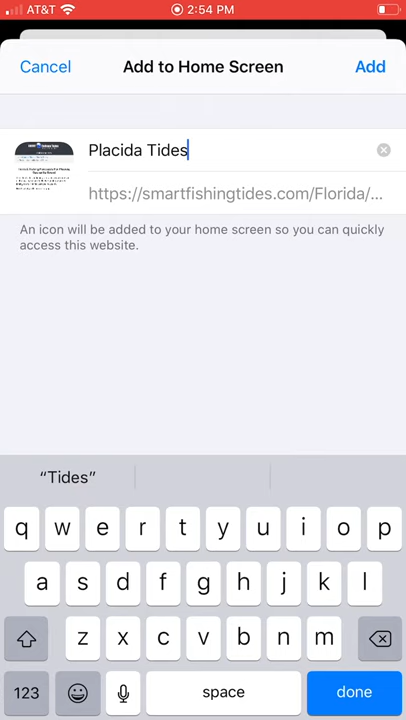 AT&T 2:54 PM
Cancel Add to Home Screen Add
Placida Tides
https://smartfishingtides.com/Florida/...
An icon will be added to your home screen so you can quickly
access this website.
“Tides”
q w e r t y u i o p
a s d f g h j k l
z x c v b n m
123 space done